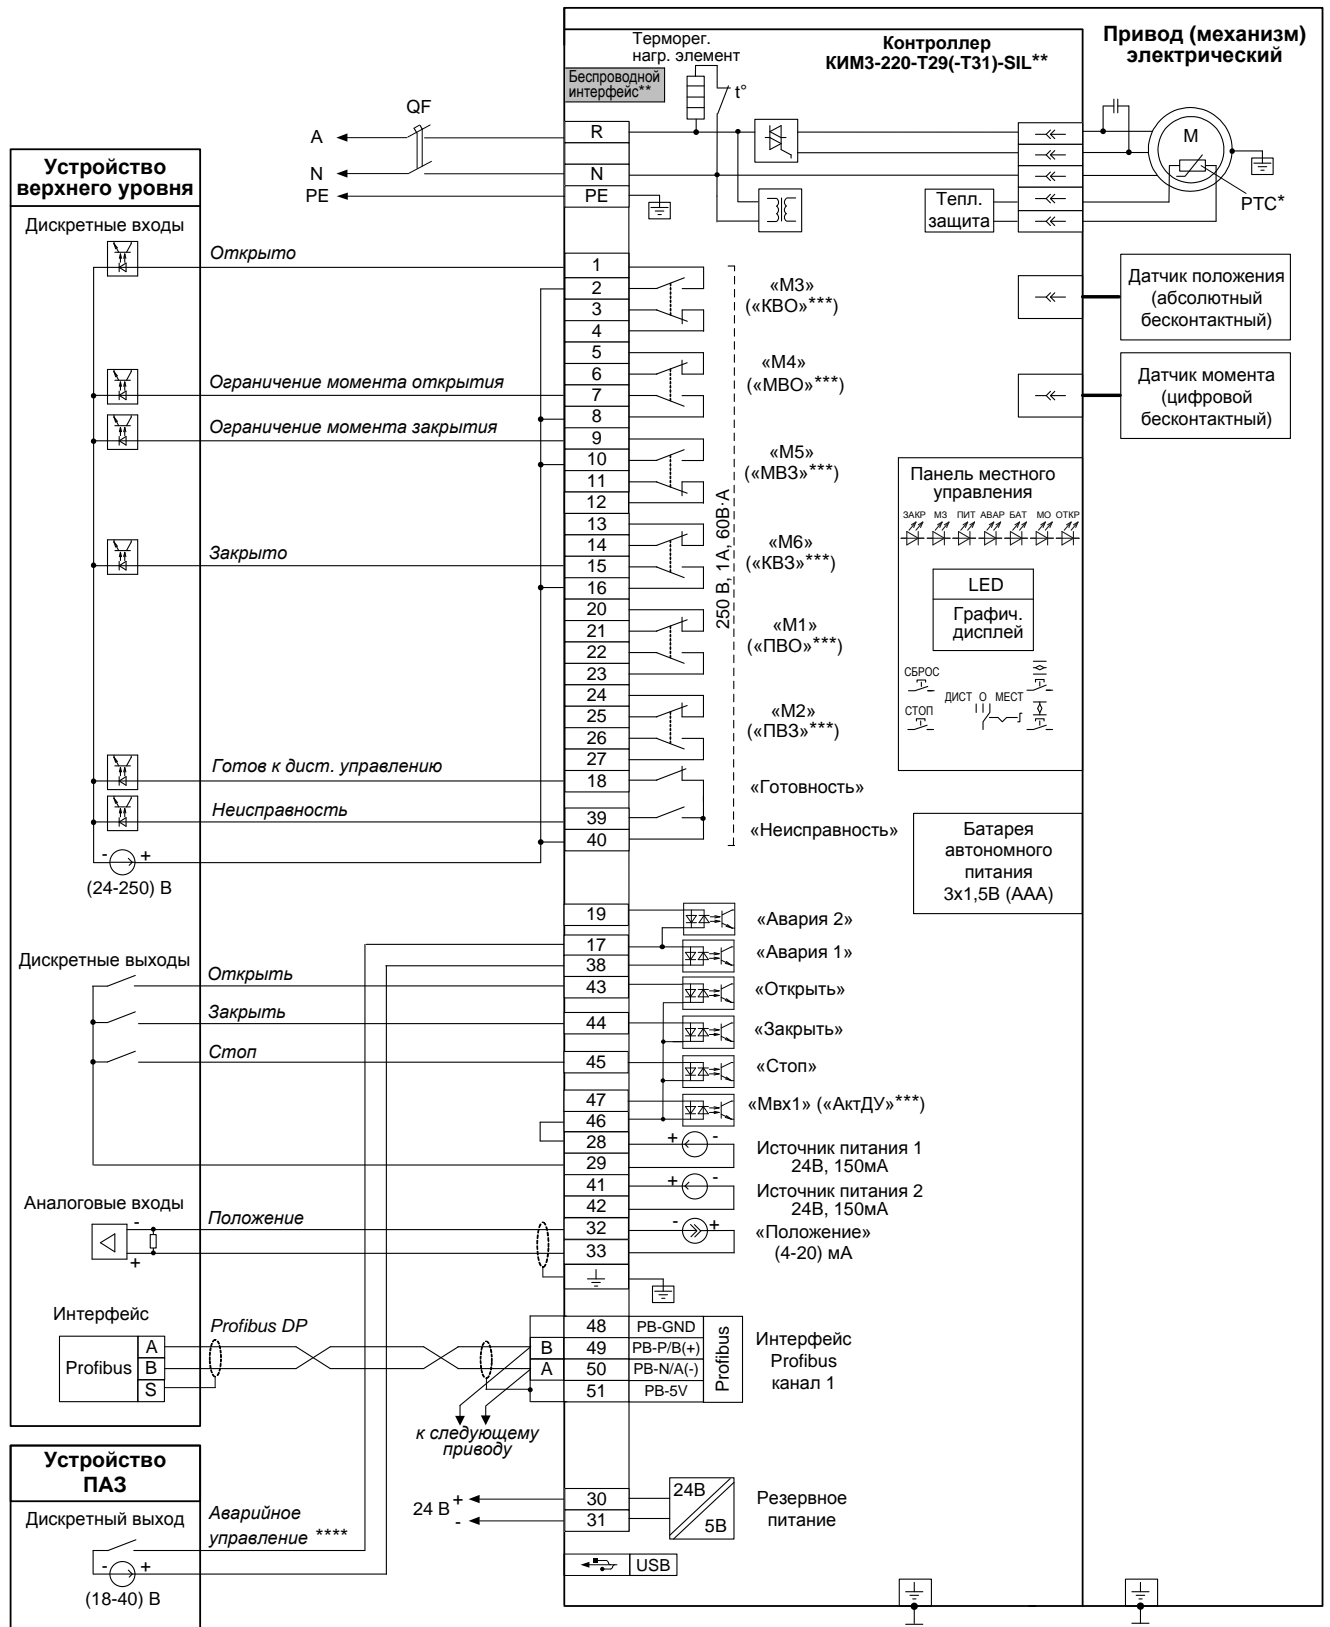 Привод (механизм)
электрический
Контроллер
КИМ3-220-Т29(-Т31)-SIL**
Терморег.
нагр. элемент
Беспроводной
интерфейс**
t°
QF
A
N
PE
R
N
PE
M
PTC*
Тепл.
защита
Устройство
верхнего уровня
Дискретные входы
Открыто
Ограничение момента открытия
Ограничение момента закрытия
Закрыто
Готов к дист. управлению
Неисправность
- +
(24-250) В
1
2
3
4
5
6
7
8
9
10
11
12
13
14
15
16
20
21
22
23
24
25
26
27
18
39
40
«М3»
(«КВО»***)
«М4»
(«МВО»***)
«М5»
(«МВЗ»***)
«М6»
(«КВЗ»***)
«М1»
(«ПВО»***)
«М2»
(«ПВЗ»***)
«Готовность»
«Неисправность»
250 В, 1А, 60В·А
Датчик положения
(абсолютный
бесконтактный)
Датчик момента
(цифровой
бесконтактный)
Панель местного
управления
ЗАКР МЗ ПИТ АВАР БАТ МО ОТКР
LED
Графич.
дисплей
СБРОС
СТОП
ДИСТ О МЕСТ
Батарея
автономного
питания
3х1,5В (ААА)
Дискретные выходы
Открыть
Закрыть
Стоп
19
17
38
43
44
45
47
46
28
29
41
42
32
33
«Авария 2»
«Авария 1»
«Открыть»
«Закрыть»
«Стоп»
«Мвх1» («АктДУ»***)
+ -
Источник питания 1
24В, 150мА
+ -
Источник питания 2
24В, 150мА
- +
«Положение»
(4-20) мА
Аналоговые входы
Положение
-
+
Интерфейс
Profibus
A
B
S
Profibus DP
B
A
48 PB-GND
49 PB-P/B(+)
50 PB-N/A(-)
51 PB-5V
Profibus
Интерфейс
Profibus
канал 1
к следующему
приводу
Устройство
ПАЗ
Дискретный выход
Аварийное
управление ****
- +
(18-40) В
24 В
+
-
30
31
24В
5В
Резервное
питание
USB